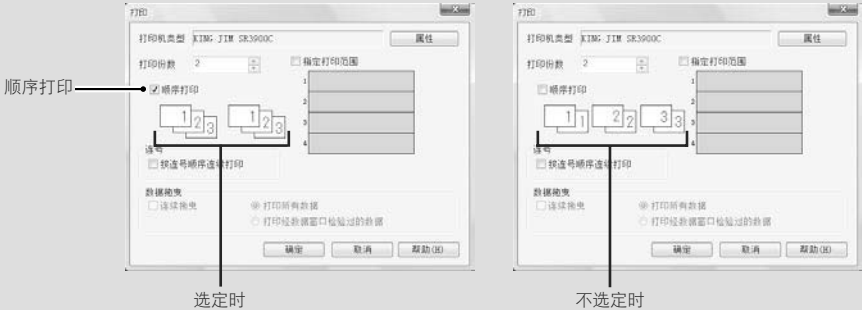 打印
打印机类型 KING JIM SR3900C 属性
打印份数 2 指定打印范围
顺序打印
顺序打印
1 2 3 1 2 3
1
2
3
4
连号
按连号顺序连续打印
数据拖曳
连续拖曳 打印所有数据
打印经数据窗口检验过的数据
确定 取消 帮助(H)
选定时
打印
打印机类型 KING JIM SR3900C 属性
打印份数 2 指定打印范围
顺序打印
1 1 2 2 3 3
1
2
3
4
连号
按连号顺序连续打印
数据拖曳
连续拖曳 打印所有数据
打印经数据窗口检验过的数据
确定 取消 帮助(H)
不选定时